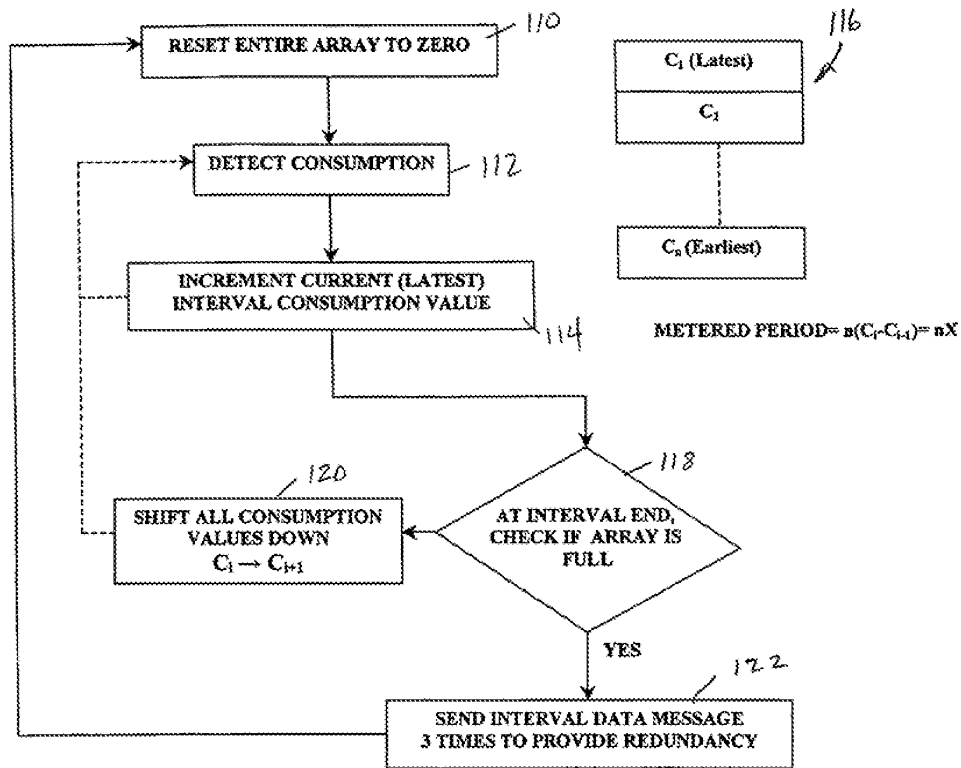 RESET ENTIRE ARRAY TO ZERO
110
C₁ (Latest)
116
C₂
DETECT CONSUMPTION
112
Cₙ (Earliest)
INCREMENT CURRENT (LATEST)
INTERVAL CONSUMPTION VALUE
114
METERED PERIOD= n(Cᵢ-Cᵢ₋₁)= nX
118
120
AT INTERVAL END,
CHECK IF ARRAY IS
FULL
SHIFT ALL CONSUMPTION
VALUES DOWN
Cᵢ → Cᵢ₊₁
YES
122
SEND INTERVAL DATA MESSAGE
3 TIMES TO PROVIDE REDUNDANCY